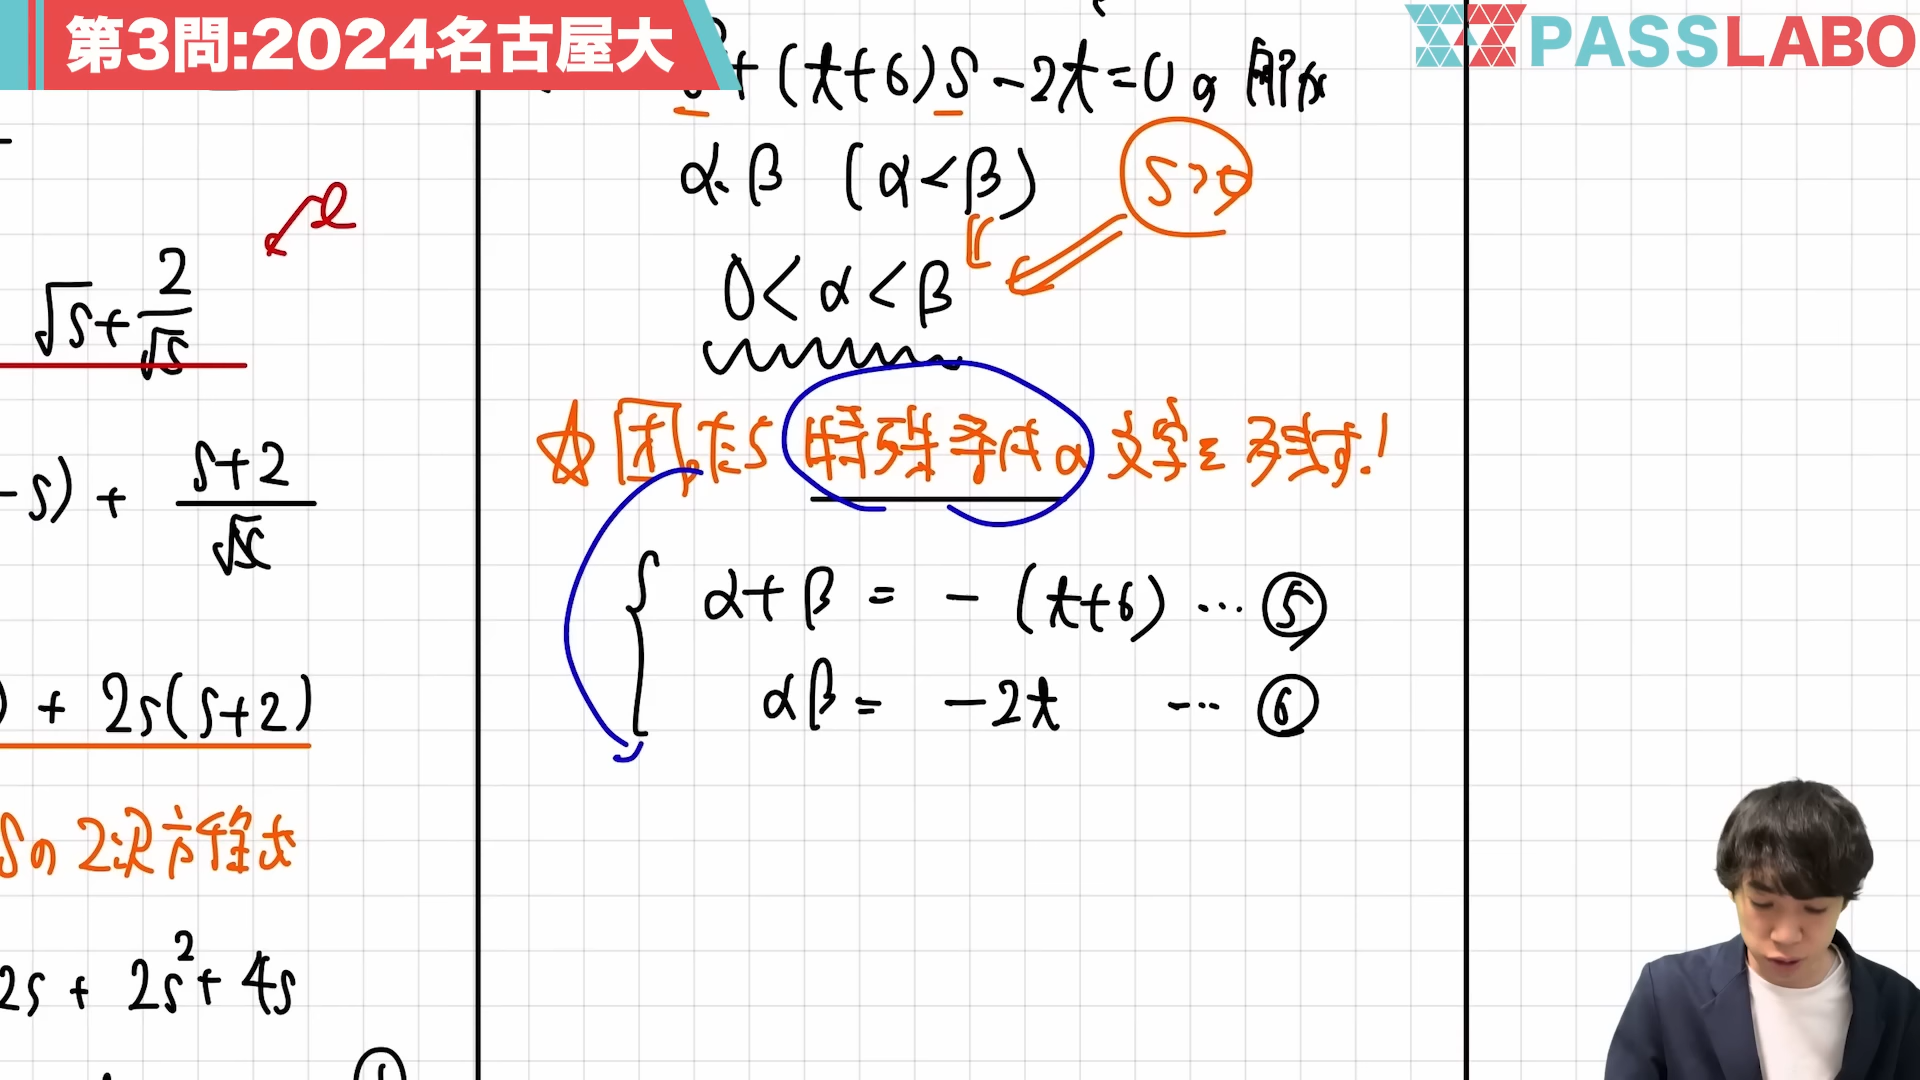 第3問:2024名古屋大
PASSLABO
l
√s + 2/√s
-s) + (s+2)/√s
) + 2s(s+2)
sの2次方程式
2s + 2s² + 4s
+ (t+6)s - 2t = 0の解が
α、β (α<β)
s>0
0<α<β
☆困ったら特殊条件の文字を残す!
α+β = -(t+6) … ⑤
αβ = -2t … ⑥